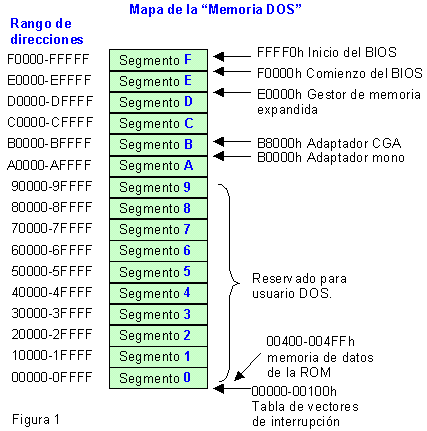 Mapa de la “Memoria DOS”
Rango de
direcciones
F0000-FFFFF Segmento F
E0000-EFFFF Segmento E
D0000-DFFFF Segmento D
C0000-CFFFF Segmento C
B0000-BFFFF Segmento B
A0000-AFFFF Segmento A
90000-9FFFF Segmento 9
80000-8FFFF Segmento 8
70000-7FFFF Segmento 7
60000-6FFFF Segmento 6
50000-5FFFF Segmento 5
40000-4FFFF Segmento 4
30000-3FFFF Segmento 3
20000-2FFFF Segmento 2
10000-1FFFF Segmento 1
00000-0FFFF Segmento 0
FFFF0h Inicio del BIOS
F0000h Comienzo del BIOS
E0000h Gestor de memoria
expandida
B8000h Adaptador CGA
B0000h Adaptador mono
Reservado para
usuario DOS.
00400-004FFh
memoria de datos
de la ROM
00000-00100h
Tabla de vectores
de interrupción
Figura 1